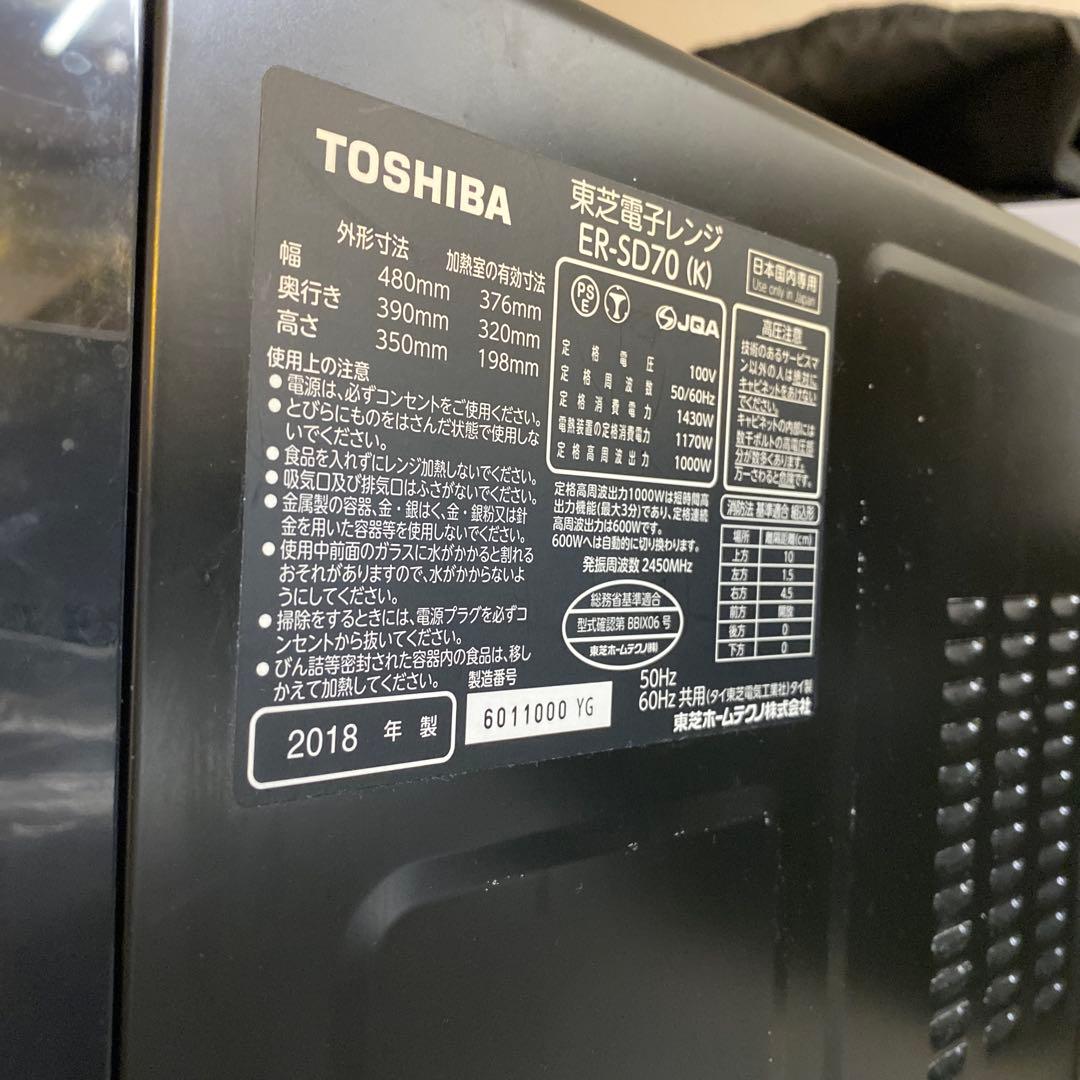 TOSHIBA
外形寸法 加熱室の有効寸法
幅 480mm 376mm
奥行き 390mm 320mm
高さ 350mm 198mm
使用上の注意
●電源は、必ずコンセントをご使用ください。
●とびらにものをはさんだ状態で使用しな
いでください。
●食品を入れずにレンジ加熱しないでください。
●吸気口及び排気口はふさがないでください。
●金属製の容器、金・銀はく、金・銀粉又は針
金を用いた容器等を使用しないでください。
●使用中前面のガラスに水がかかると割れる
おそれがありますので、水がかからないよ
うにしてください。
●掃除をするときには、電源プラグを必ずコ
ンセントから抜いてください。
●びん詰等密封された容器内の食品は、移し
かえて加熱してください。
2018 年 製
製造番号
6011000 YG
東芝電子レンジ
ER-SD70 (K)
PS
E
JQA
定格電圧 100V
定格周波数 50/60Hz
定格消費電力 1430W
電熱装置の定格消費電力 1170W
定格高周波出力 1000W
定格高周波出力1000Wは短時間高
出力機能(最大3分)であり、定格連続
高周波出力は600Wです。
600Wへは自動的に切り換わります。
発振周波数 2450MHz
総務省基準適合
型式確認第 BBIX06 号
東芝ホームテクノ(株)
50Hz
60Hz 共用 (タイ東芝電気工業社)タイ製
東芝ホームテクノ株式会社
日本国内専用
Use only in Japan
高圧注意
技術のあるサービスマ
ン以外の人は絶対に
キャビネットをあけない
でください。
キャビネットの内部には
数千ボルトの高電圧部
分が数多くあります。
万一さわると危険です。
消防法 基準適合 組込形
場所 離隔距離(cm)
上方 10
左方 1.5
右方 4.5
前方 開放
後方 0
下方 0